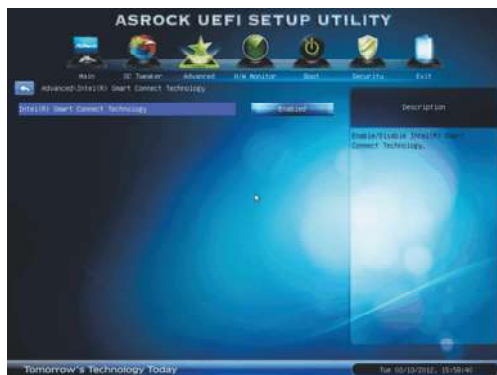 ASROCK UEFI SETUP UTILITY
Main OC Tweaker Advanced H/W Monitor Boot Security Exit
Advanced\Intel(R) Smart Connect Technology
Intel(R) Smart Connect Technology Enabled
Description
Enable/Disable Intel(R) Smart
Connect Technology.
Tomorrow's Technology Today